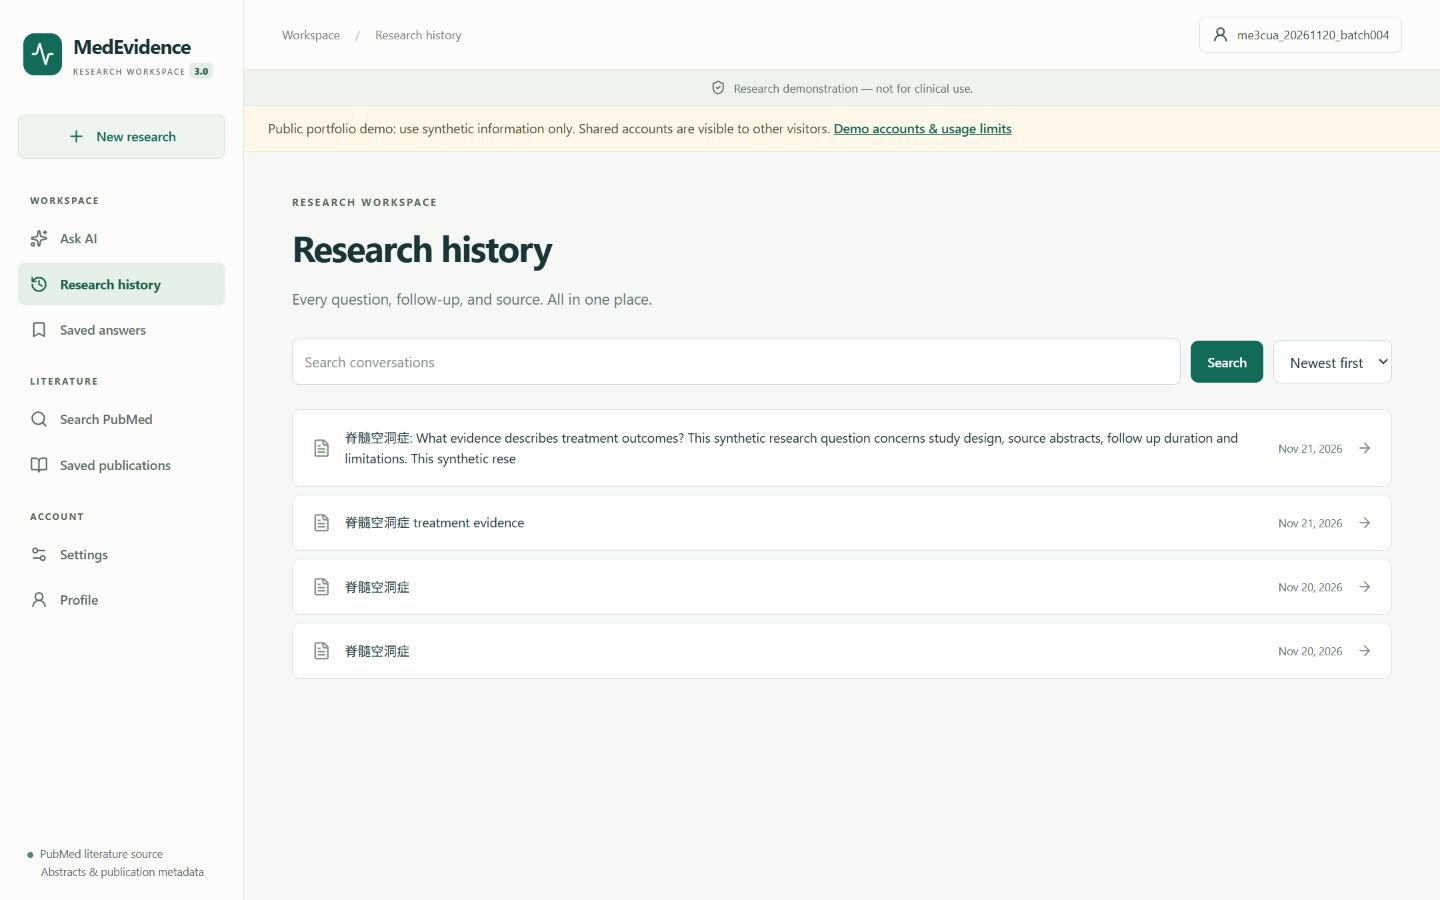 MedEvidence
RESEARCH WORKSPACE 3.0
New research
WORKSPACE
Ask AI
Research history
Saved answers
LITERATURE
Search PubMed
Saved publications
ACCOUNT
Settings
Profile
PubMed literature source
Abstracts & publication metadata
Workspace / Research history
me3cua_20261120_batch004
Research demonstration — not for clinical use.
Public portfolio demo: use synthetic information only. Shared accounts are visible to other visitors. Demo accounts & usage limits
RESEARCH WORKSPACE
Research history
Every question, follow-up, and source. All in one place.
Search conversations
Search
Newest first
脊髓空洞症: What evidence describes treatment outcomes? This synthetic research question concerns study design, source abstracts, follow up duration and
limitations. This synthetic rese
Nov 21, 2026
脊髓空洞症 treatment evidence
Nov 21, 2026
脊髓空洞症
Nov 20, 2026
脊髓空洞症
Nov 20, 2026